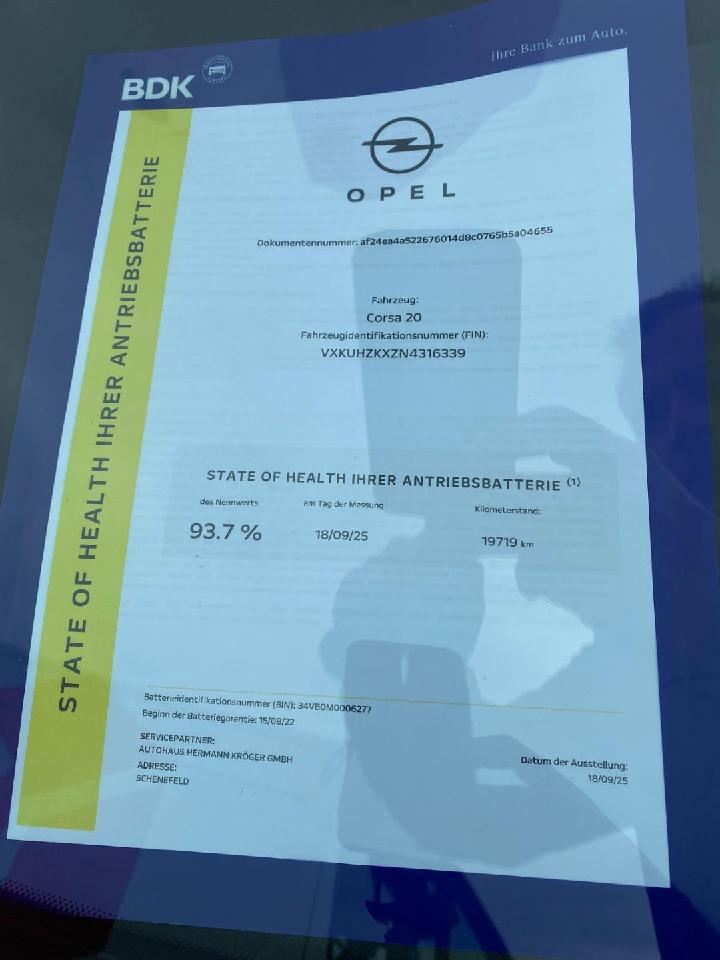 Ihre Bank zum Auto.
BDK
OPEL
STATE OF HEALTH IHRER ANTRIEBSBATTERIE
Dokumentennummer: af24ea4a522676014d8c0765b5a04655
Fahrzeug:
Corsa 20
Fahrzeugidentifikationsnummer (FIN):
VXKUHZKXZN4316339
STATE OF HEALTH IHRER ANTRIEBSBATTERIE (1)
des Nennwerts am Tag der Messung Kilometerstand:
93.7 % 18/09/25 19719 km
Batterieidentifikationsnummer (BIN): 34VB0M0006277
Beginn der Batteriegarantie: 15/08/22
SERVICEPARTNER:
AUTOHAUS HERMANN KRÖGER GMBH
ADRESSE:
SCHENEFELD
Datum der Ausstellung:
18/09/25